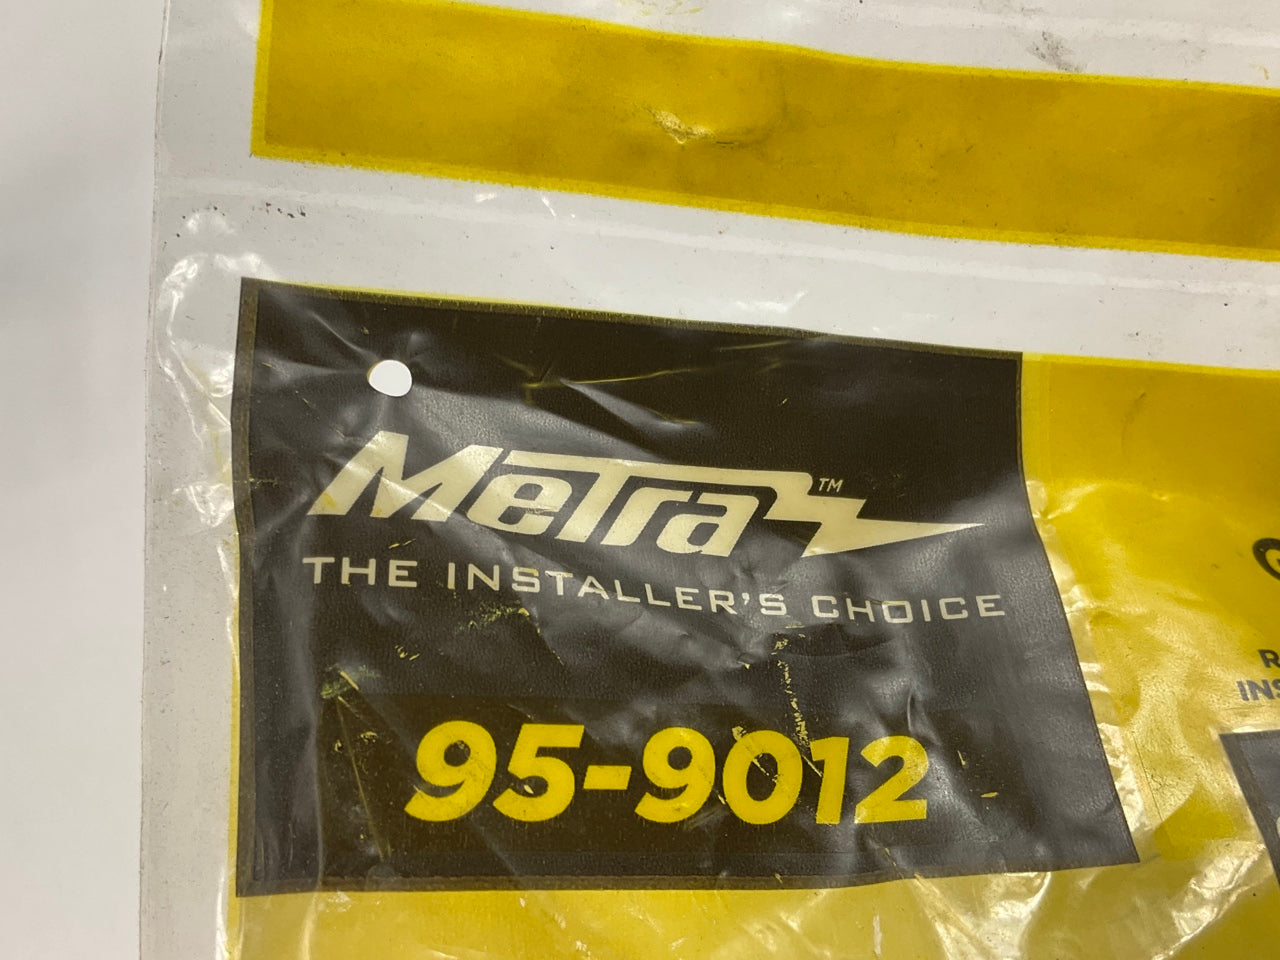 MeTra™
THE INSTALLER'S CHOICE
95-9012